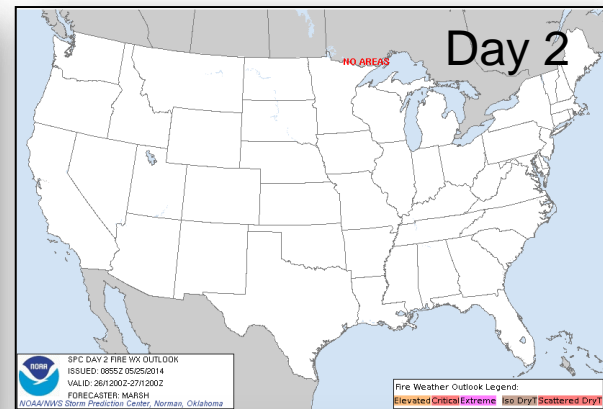 Day 2
NO AREAS
NOAA
SPC DAY 2 FIRE WX OUTLOOK
ISSUED: 0855Z 05/25/2014
VALID: 26/1200Z-27/1200Z
FORECASTER: MARSH
NOAA/NWS Storm Prediction Center, Norman, Oklahoma
Fire Weather Outlook Legend:
Elevated Critical Extreme Iso DryT Scattered DryT